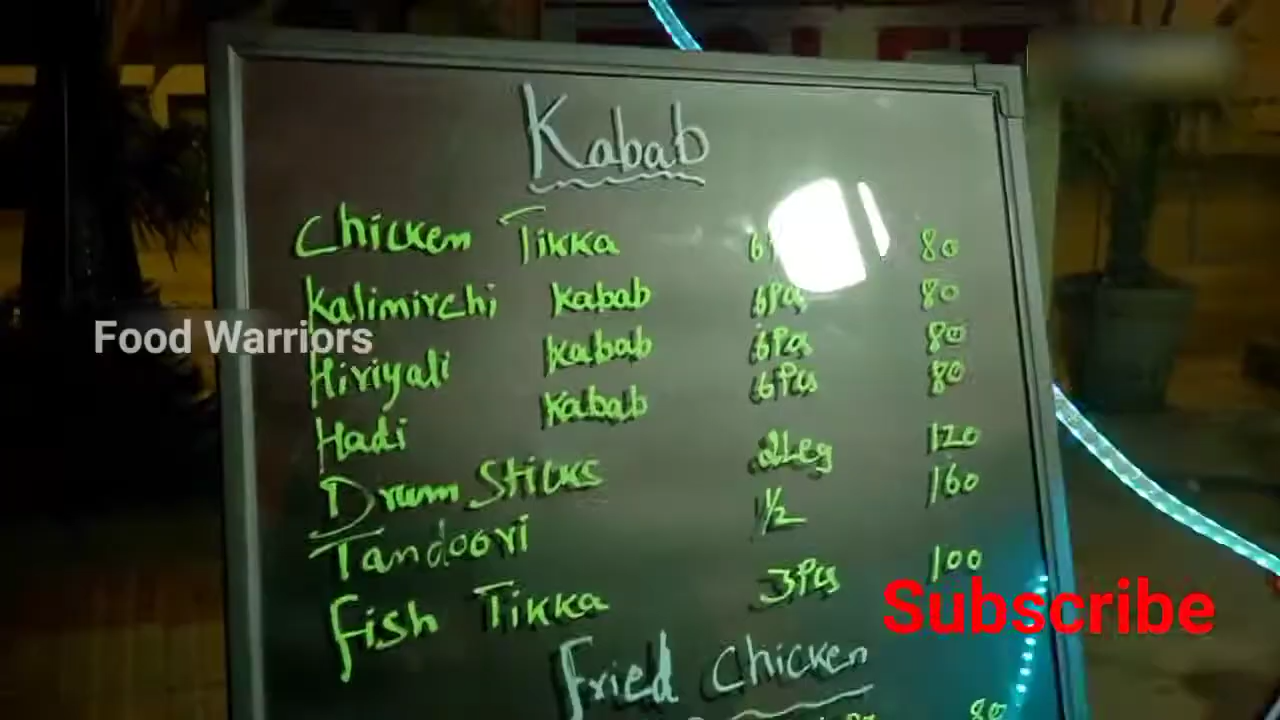 Kabab
Chicken Tikka 80
Kalimirchi Kabab 6Pcs 80
Hiriyali Kabab 6Pcs 80
Hadi Kabab 6Pcs 80
Drum Sticks 2Leg 120
Tandoori 1/2 160
Fish Tikka 3Pcs 100
Fried Chicken
80
Food Warriors
Subscribe